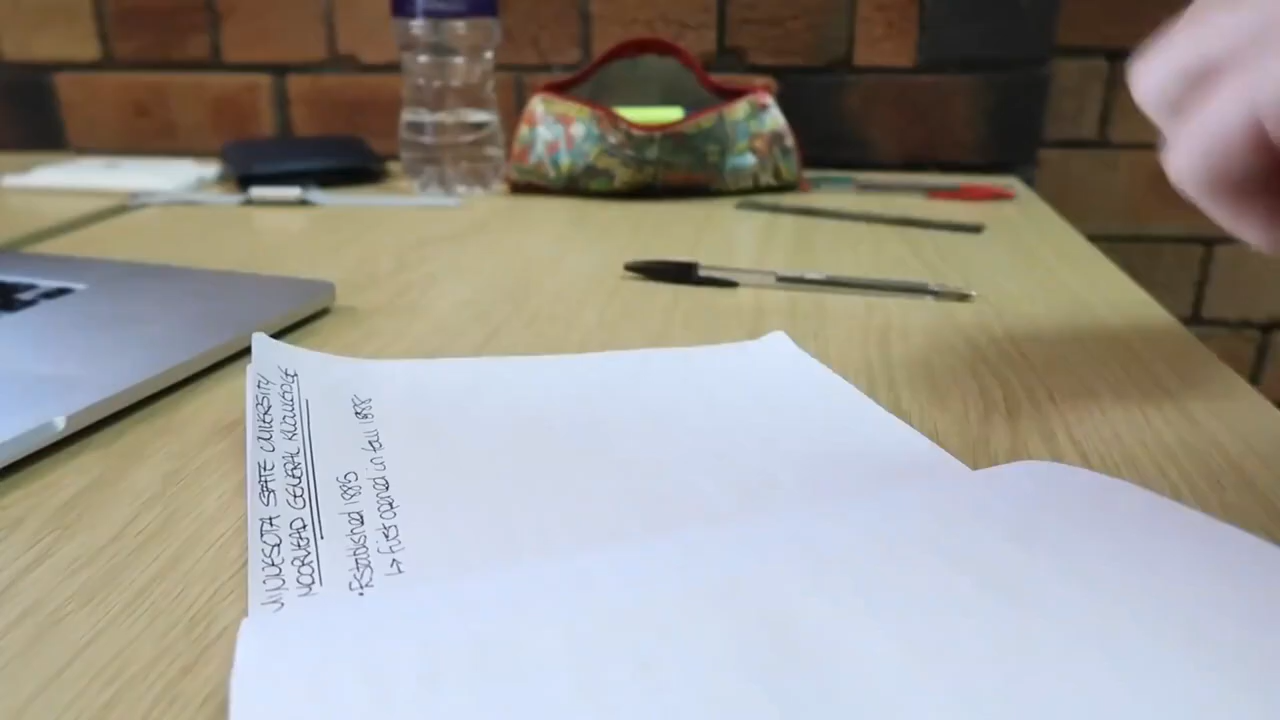 MINNESOTA STATE UNIVERSITY
MOORHEAD GENERAL KNOWLEDGE
• Established 1885
↳ first opened in fall 1888